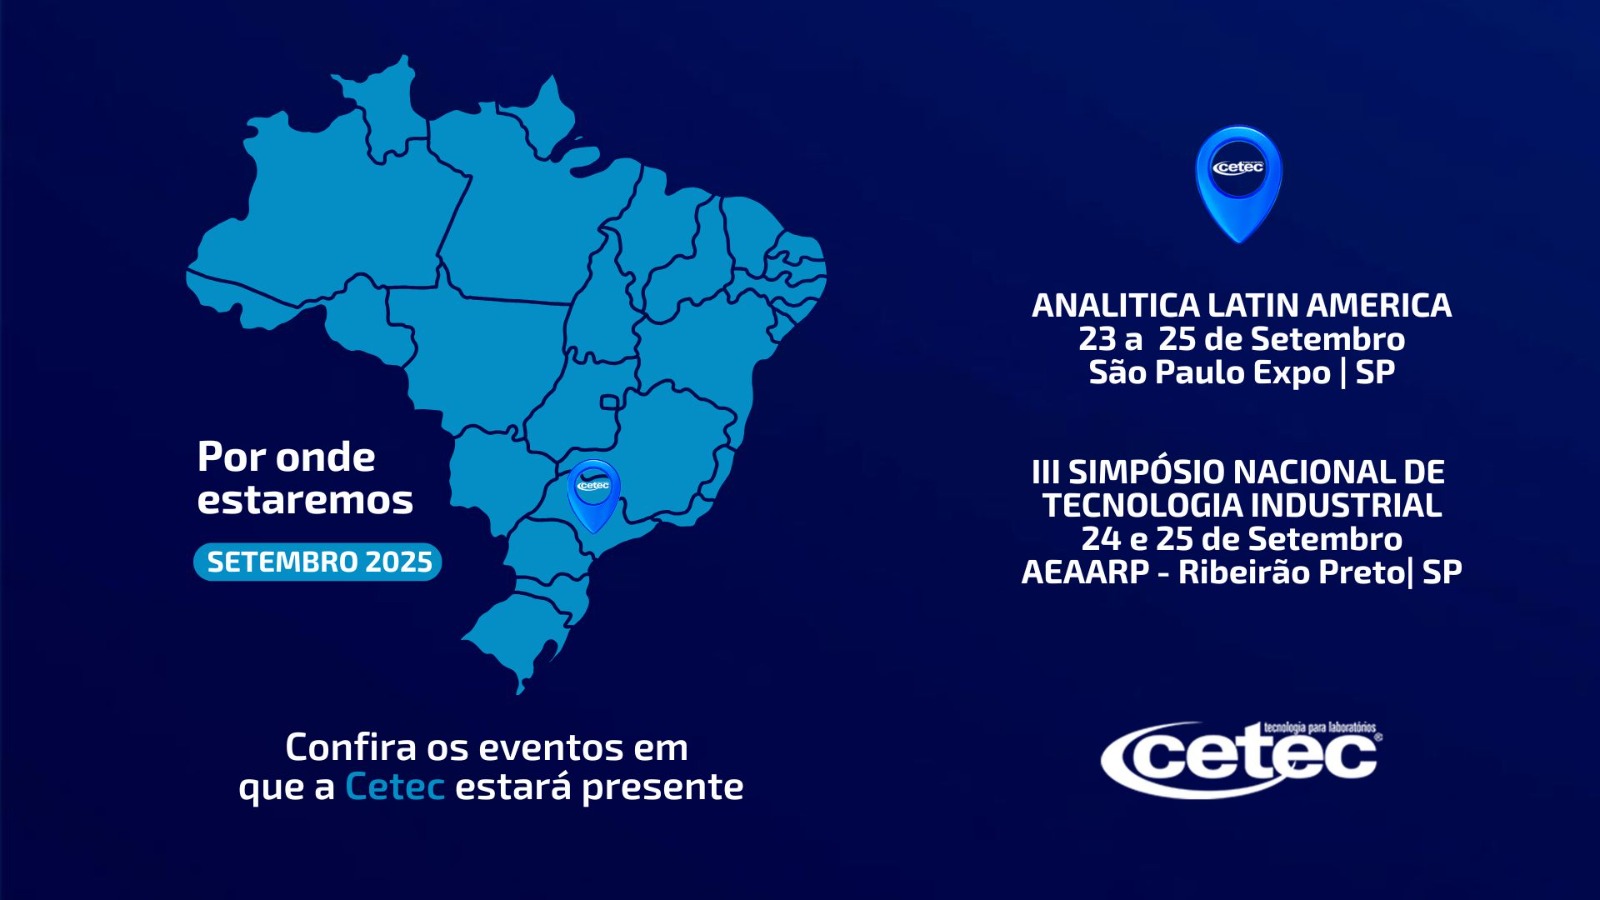 Por onde
estaremos
SETEMBRO 2025
cetec
Confira os eventos em
que a Cetec estará presente
cetec
ANALITICA LATIN AMERICA
23 a  25 de Setembro
São Paulo Expo | SP
III SIMPÓSIO NACIONAL DE
TECNOLOGIA INDUSTRIAL
24 e 25 de Setembro
AEAARP - Ribeirão Preto| SP
tecnologia para laboratórios
cetec®